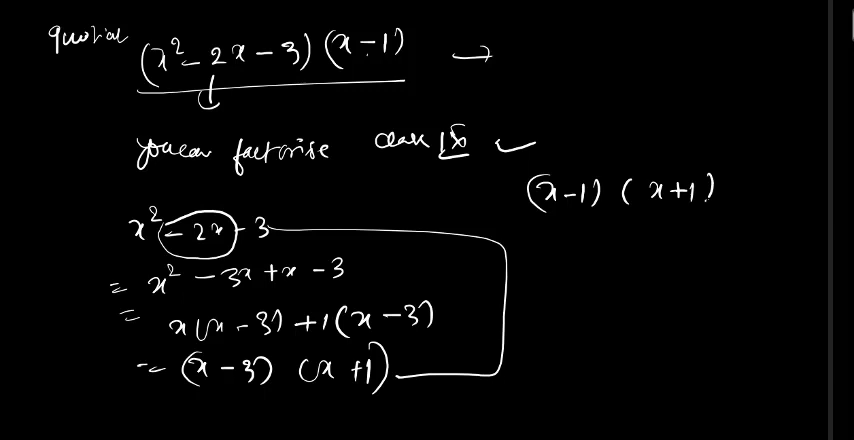 (x² - 2x - 3) (x - 1) →
you can factorise class
(x-1) (x+1)
x² - 2x - 3
= x² - 3x + x - 3
= x(x - 3) + 1(x - 3)
= (x - 3) (x + 1)